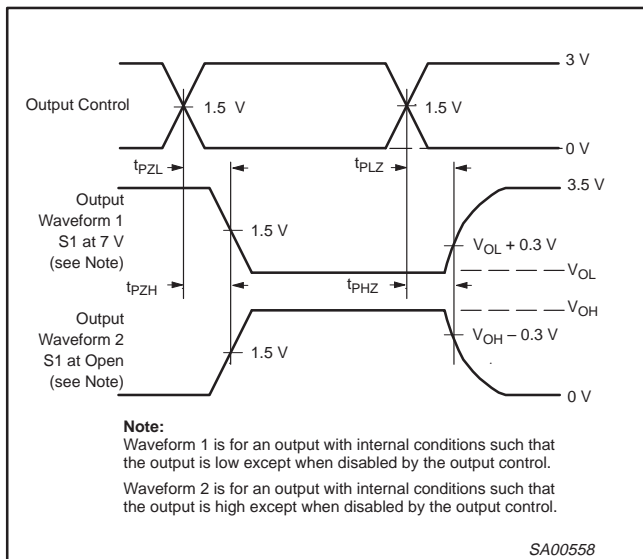 3 V
Output Control
1.5 V
1.5 V
0 V
tPZL
tPLZ
Output
Waveform 1
S1 at 7 V
(see Note)
3.5 V
1.5 V
VOL + 0.3 V
VOL
tPZH
tPHZ
VOH
Output
Waveform 2
S1 at Open
(see Note)
1.5 V
VOH – 0.3 V
0 V
Note:
Waveform 1 is for an output with internal conditions such that
the output is low except when disabled by the output control.
Waveform 2 is for an output with internal conditions such that
the output is high except when disabled by the output control.
SA00558